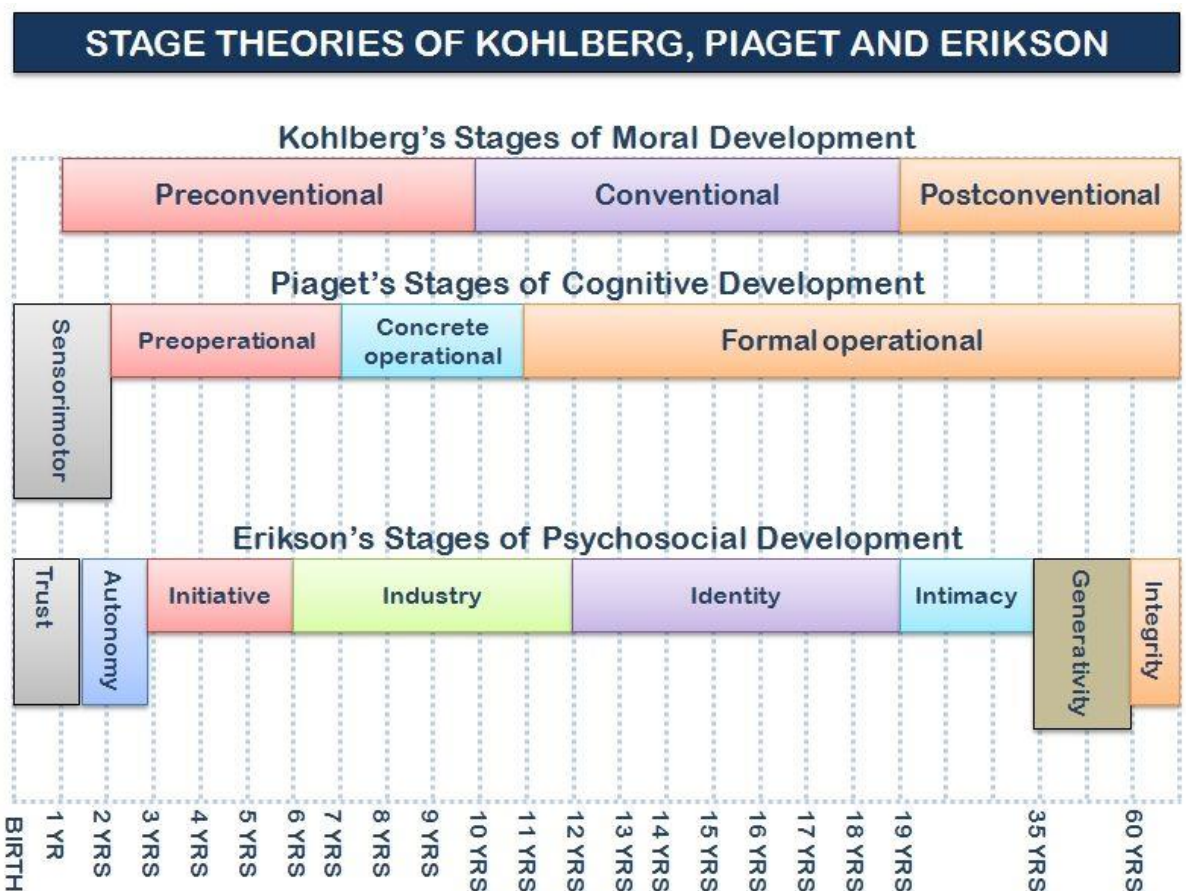 STAGE THEORIES OF KOHLBERG, PIAGET AND ERIKSON
Kohlberg's Stages of Moral Development
Preconventional
Conventional
Postconventional
Piaget's Stages of Cognitive Development
Sensorimotor
Preoperational
Concrete
operational
Formal operational
Erikson's Stages of Psychosocial Development
Trust
Autonomy
Initiative
Industry
Identity
Intimacy
Generativity
Integrity
BIRTH
1 YR
2 YRS
3 YRS
4 YRS
5 YRS
6 YRS
7 YRS
8 YRS
9 YRS
10 YRS
11 YRS
12 YRS
13 YRS
14 YRS
15 YRS
16 YRS
17 YRS
18 YRS
19 YRS
35 YRS
60 YRS